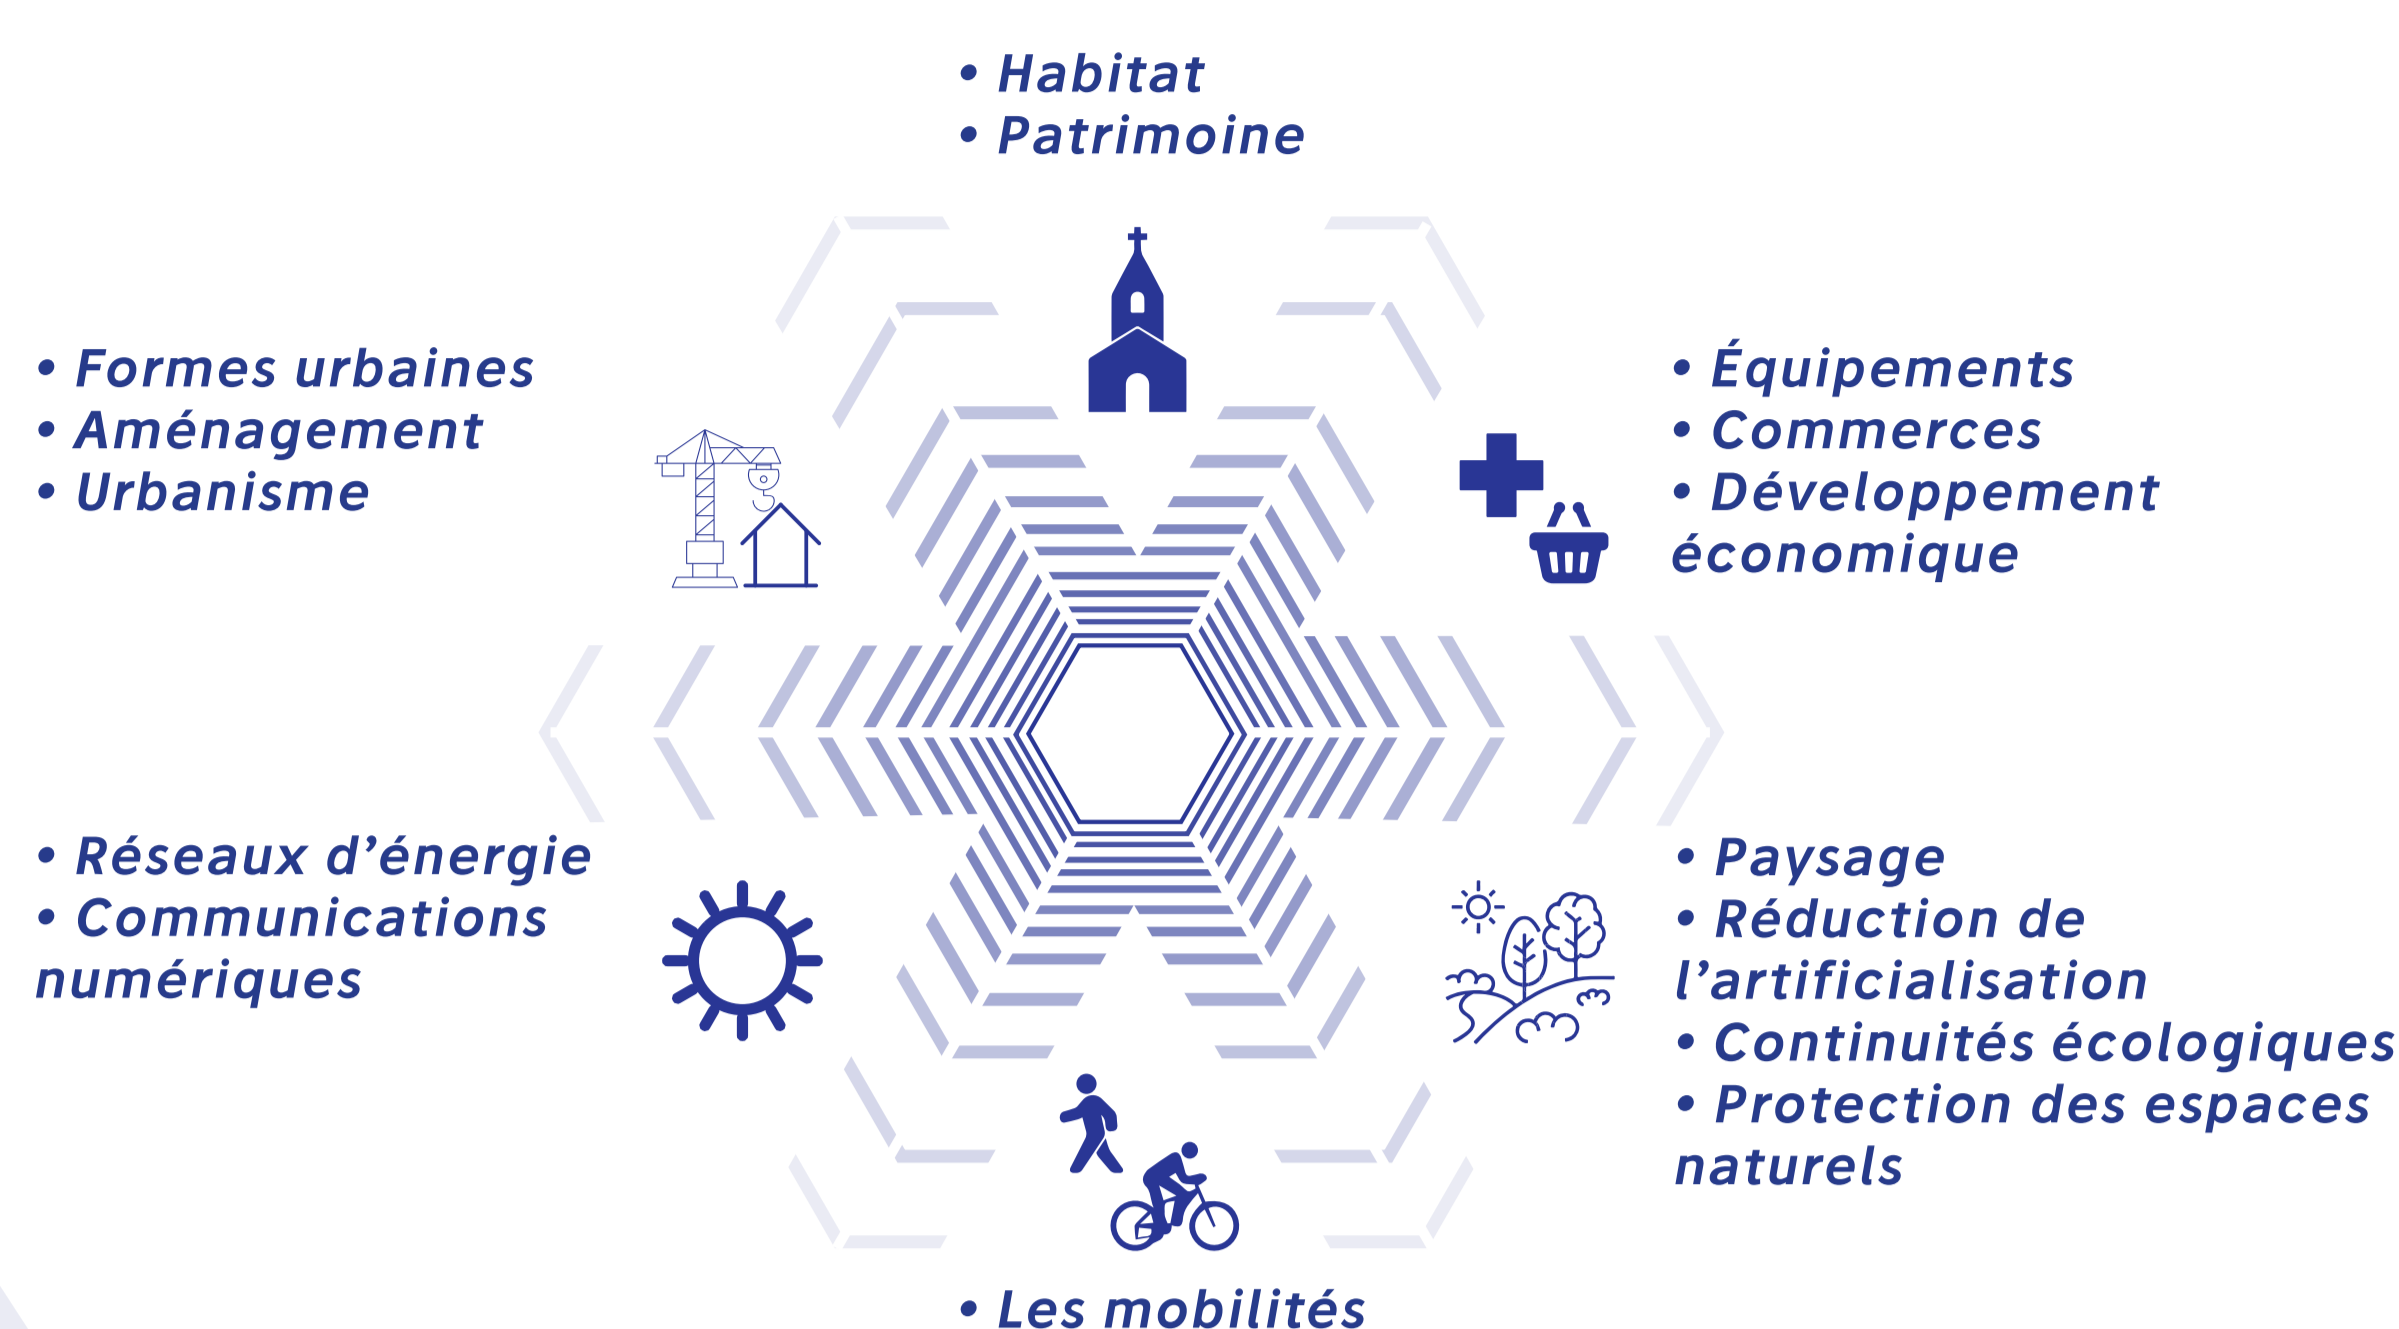 • Habitat
• Patrimoine
• Formes urbaines
• Aménagement
• Urbanisme
• Équipements
• Commerces
• Développement
économique
• Réseaux d’énergie
• Communications
numériques
• Paysage
• Réduction de
l’artificialisation
• Continuités écologiques
• Protection des espaces
naturels
• Les mobilités